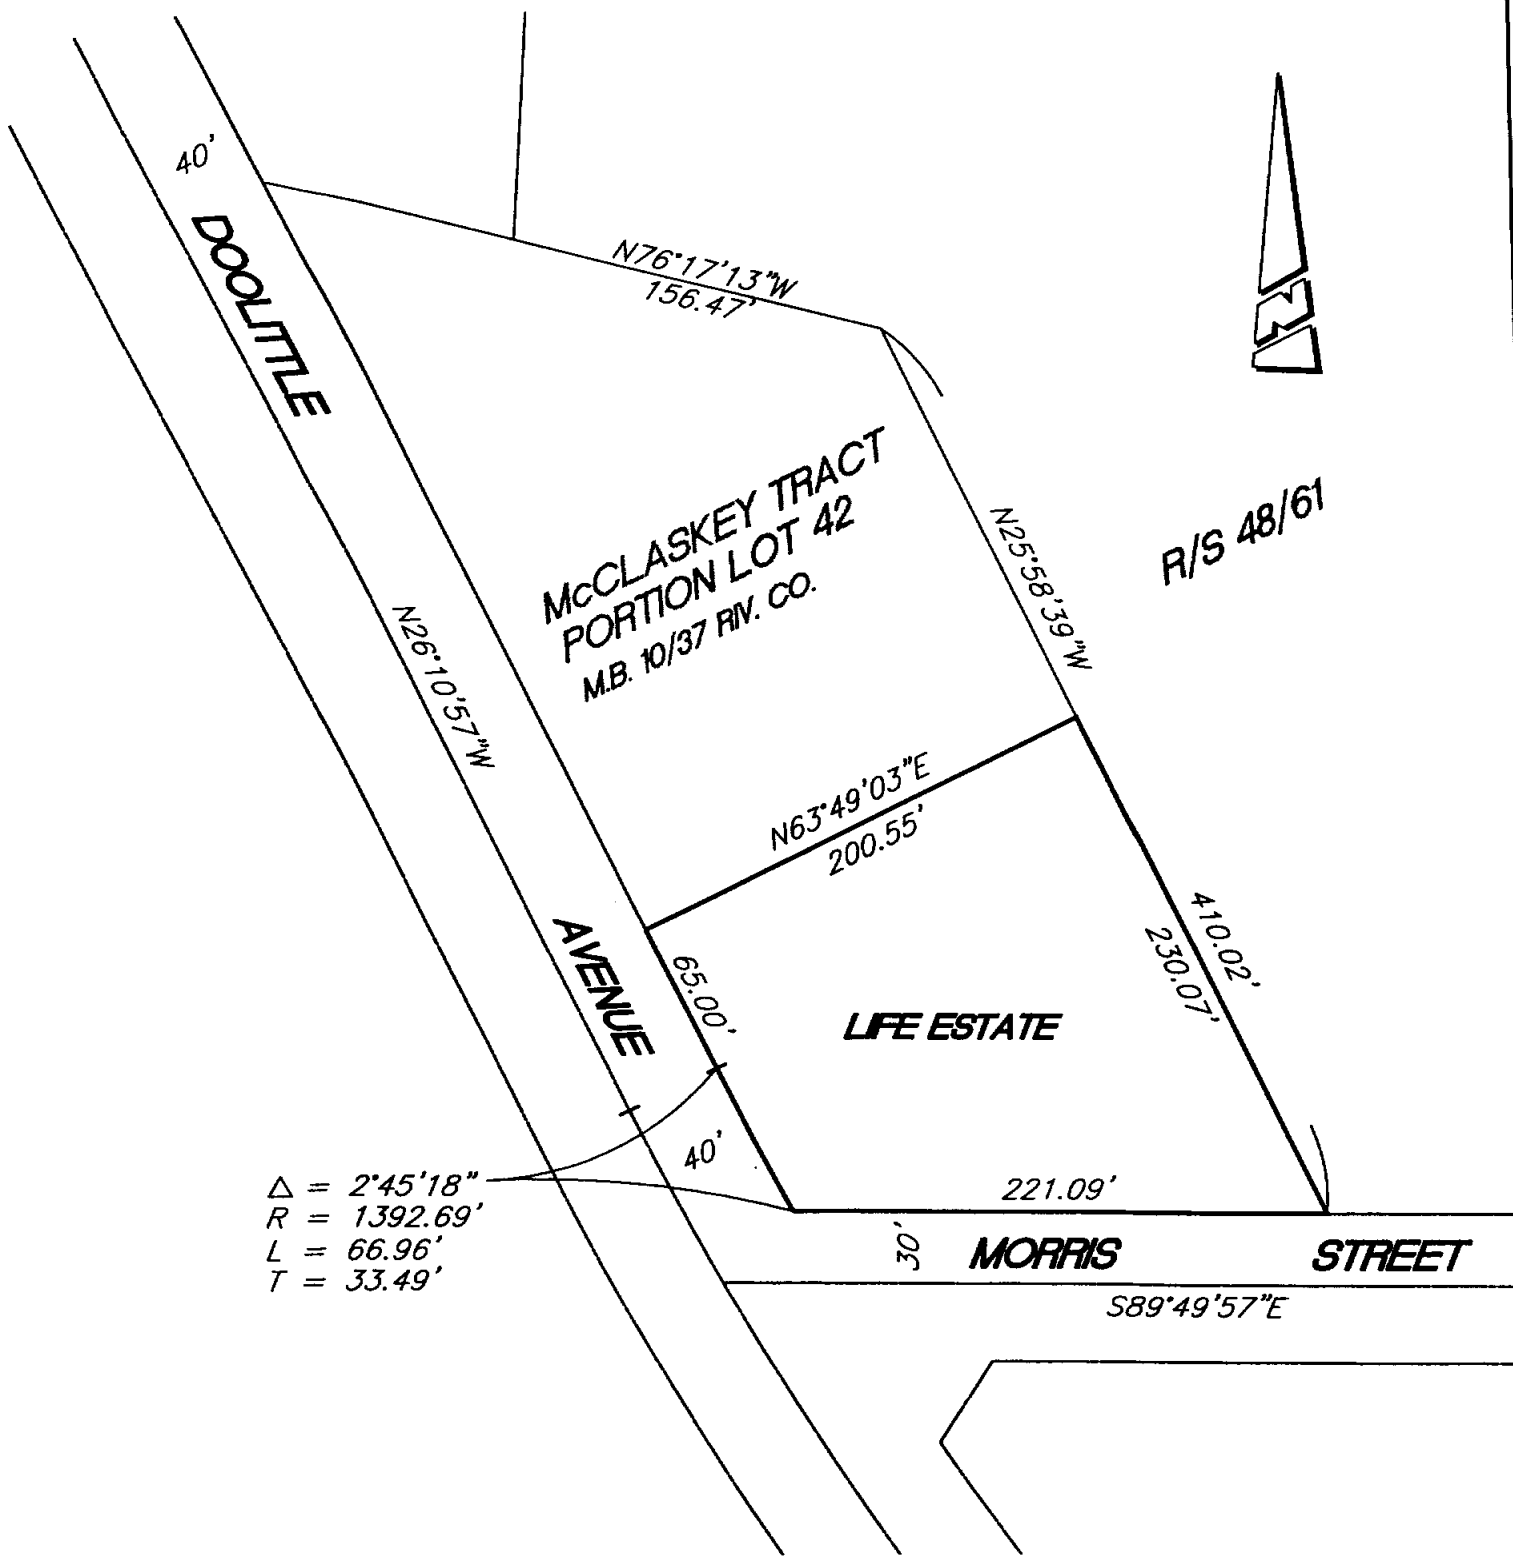 40'
DOOLITTLE
N76°17'13"W
156.47'
N
McCLASKEY TRACT
PORTION LOT 42
M.B. 10/37 RIV. CO.
R/S 48/61
N25°58'39"W
N26°10'57"W
N63°49'03"E
200.55'
410.02'
230.07'
AVENUE
65.00'
LIFE ESTATE
40'
Δ = 2°45'18"
R = 1392.69'
L = 66.96'
T = 33.49'
221.09'
30'
MORRIS STREET
S89°49'57"E